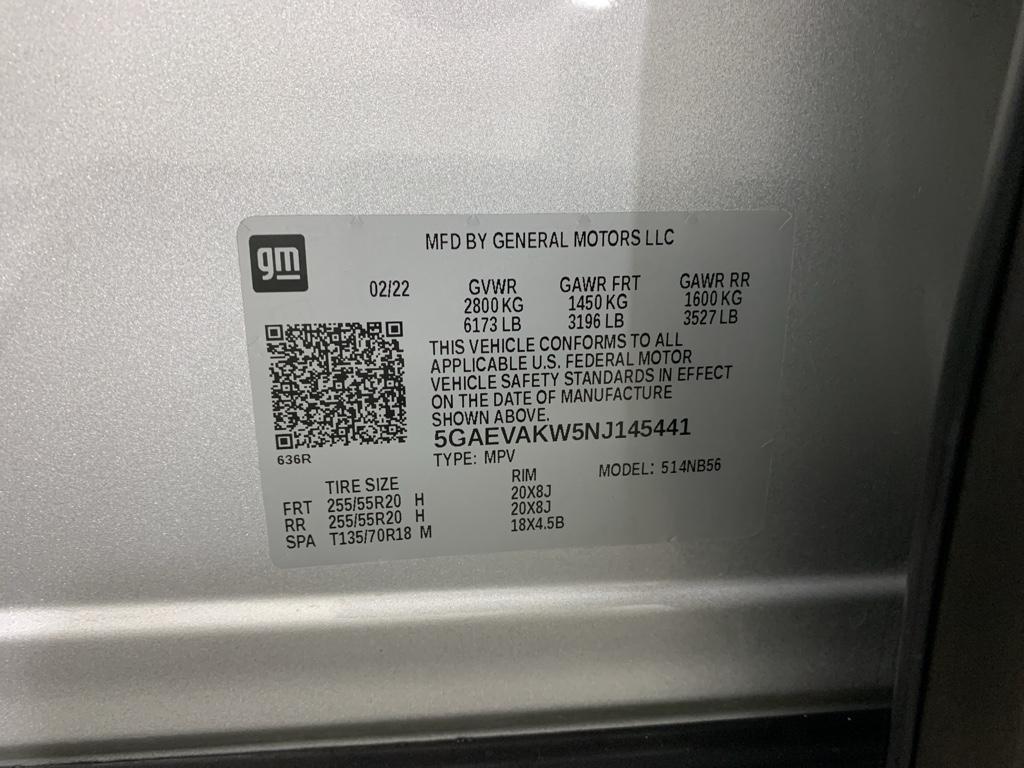 gm
MFD BY GENERAL MOTORS LLC
02/22 GVWR GAWR FRT GAWR RR
2800 KG 1450 KG 1600 KG
6173 LB 3196 LB 3527 LB
THIS VEHICLE CONFORMS TO ALL
APPLICABLE U.S. FEDERAL MOTOR
VEHICLE SAFETY STANDARDS IN EFFECT
ON THE DATE OF MANUFACTURE
SHOWN ABOVE.
5GAEVAKW5NJ145441
636R
TYPE: MPV MODEL: 514NB56
TIRE SIZE RIM
FRT 255/55R20 H 20X8J
RR 255/55R20 H 20X8J
SPA T135/70R18 M 18X4.5B